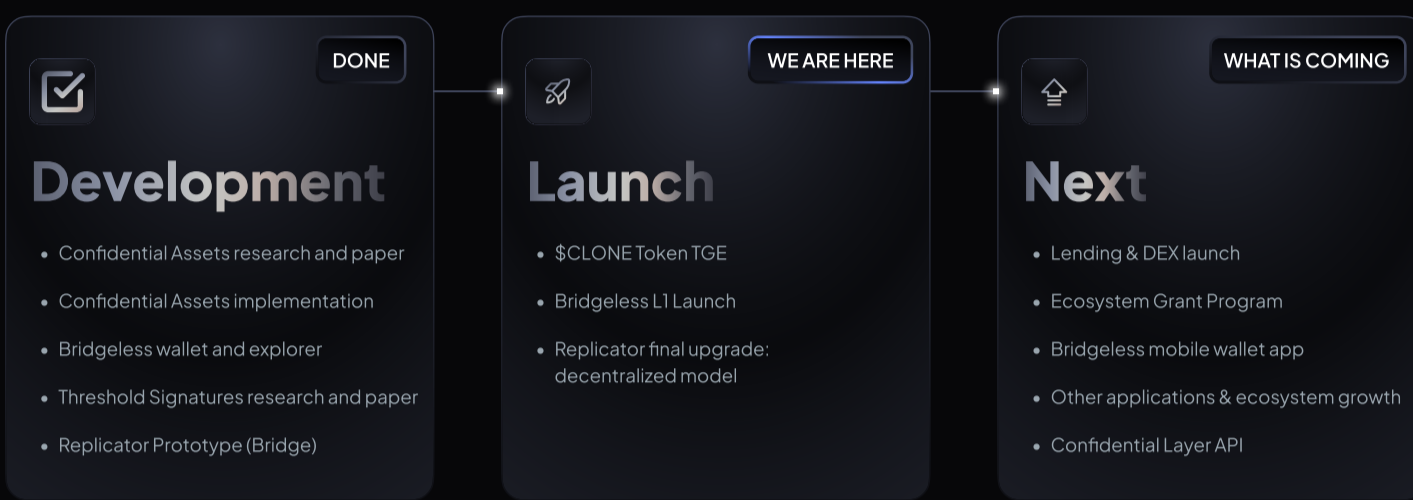 DONE
Development
• Confidential Assets research and paper
• Confidential Assets implementation
• Bridgeless wallet and explorer
• Threshold Signatures research and paper
• Replicator Prototype (Bridge)
WE ARE HERE
Launch
• $CLONE Token TGE
• Bridgeless L1 Launch
• Replicator final upgrade:
decentralized model
WHAT IS COMING
Next
• Lending & DEX launch
• Ecosystem Grant Program
• Bridgeless mobile wallet app
• Other applications & ecosystem growth
• Confidential Layer API